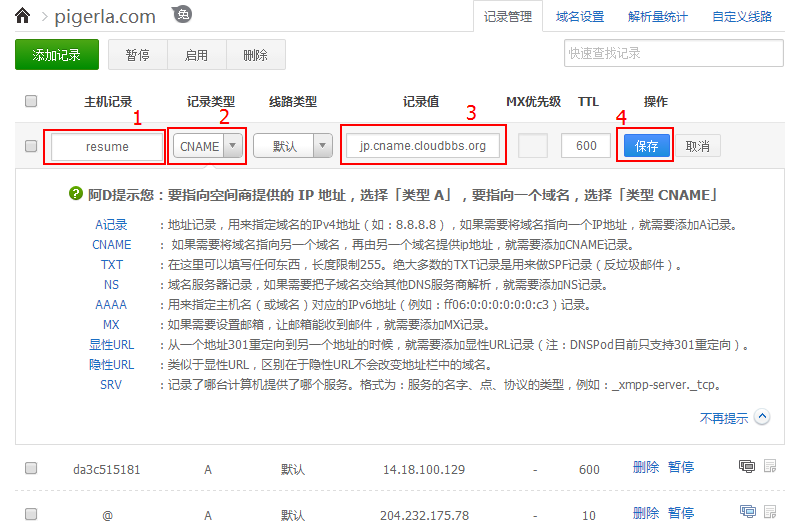 pigerla.com 免
记录管理 域名设置 解析量统计 自定义线路
添加记录 暂停 启用 删除 快速查找记录
主机记录 记录类型 线路类型 记录值 MX优先级 TTL 操作
1 2 3 4
resume CNAME 默认 jp.cname.cloudbbs.org 600 保存 取消
? 阿D提示您：要指向空间商提供的 IP 地址，选择「类型 A」，要指向一个域名，选择「类型 CNAME」
A记录 ：地址记录，用来指定域名的IPv4地址（如：8.8.8.8），如果需要将域名指向一个IP地址，就需要添加A记录。
CNAME ： 如果需要将域名指向另一个域名，再由另一个域名提供ip地址，就需要添加CNAME记录。
TXT ：在这里可以填写任何东西，长度限制255。绝大多数的TXT记录是用来做SPF记录（反垃圾邮件）。
NS ：域名服务器记录，如果需要把子域名交给其他DNS服务商解析，就需要添加NS记录。
AAAA ：用来指定主机名（或域名）对应的IPv6地址（例如：ff06:0:0:0:0:0:0:c3）记录。
MX ：如果需要设置邮箱，让邮箱能收到邮件，就需要添加MX记录。
显性URL ：从一个地址301重定向到另一个地址的时候，就需要添加显性URL记录（注：DNSPod目前只支持301重定向）。
隐性URL ：类似于显性URL，区别在于隐性URL不会改变地址栏中的域名。
SRV ：记录了哪台计算机提供了哪个服务。格式为：服务的名字、点、协议的类型，例如：_xmpp-server._tcp。
不再提示
da3c515181 A 默认 14.18.100.129 - 600 删除 暂停
@ A 默认 204.232.175.78 - 10 删除 暂停